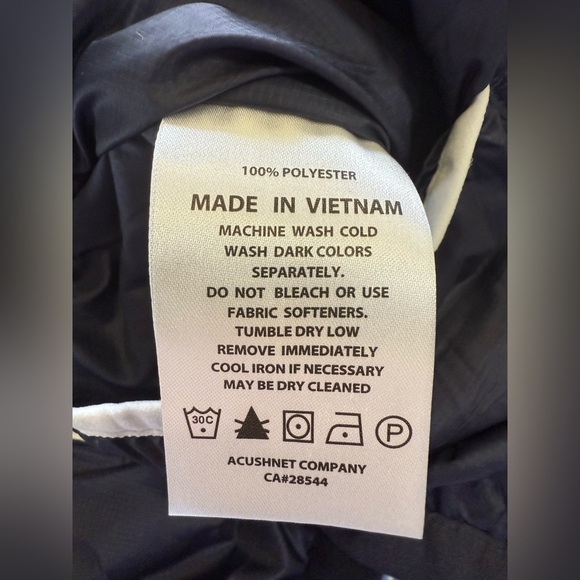 100% POLYESTER
MADE IN VIETNAM
MACHINE WASH COLD
WASH DARK COLORS
SEPARATELY.
DO NOT BLEACH OR USE
FABRIC SOFTENERS.
TUMBLE DRY LOW
REMOVE IMMEDIATELY
COOL IRON IF NECESSARY
MAY BE DRY CLEANED
30C P
ACUSHNET COMPANY
CA#28544